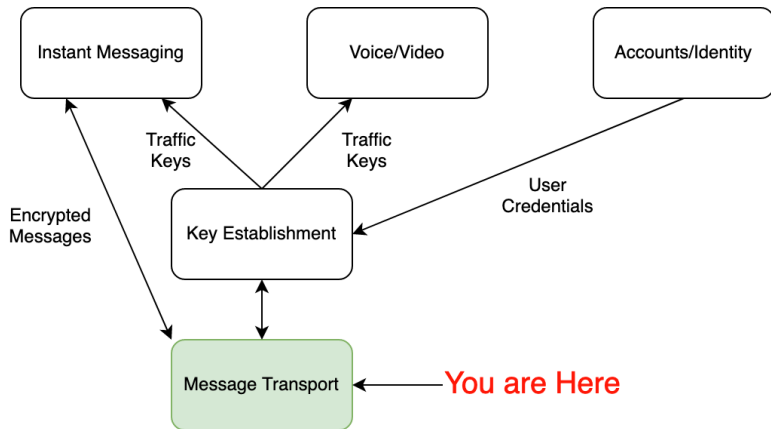 Instant Messaging
Voice/Video
Accounts/Identity
Traffic
Keys
Traffic
Keys
User
Credentials
Encrypted
Messages
Key Establishment
Message Transport
You are Here